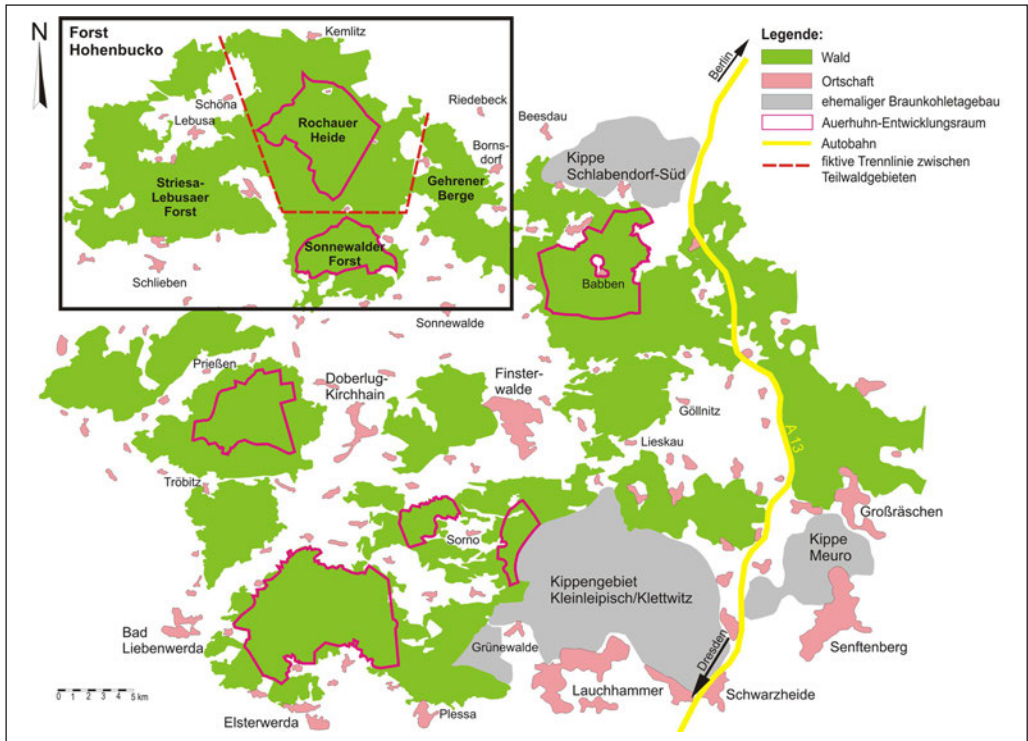 N
Forst
Hohenbucko
Kemlitz
Schöna
Lebusa
Rochauer
Heide
Riedebeck
Borns-
dorf
Striesa-
Lebusaer
Forst
Gehrener
Berge
Sonnewalder
Forst
Schlieben
Beesdau
Kippe
Schlabendorf-Süd
Berlin
Legende:
Wald
Ortschaft
ehemaliger Braunkohletagebau
Auerhuhn-Entwicklungsraum
Autobahn
fiktive Trennlinie zwischen
Teilwaldgebieten
Babben
Sonnewalde
Prießen
Doberlug-
Kirchhain
Finster-
walde
Göllnitz
Lieskau
A 13
Tröbitz
Sorno
Großräschen
Kippe
Meuro
Kippengebiet
Kleinleipisch/Klettwitz
Bad
Liebenwerda
Grünewalde
Dresden
Senftenberg
Lauchhammer
Schwarzheide
0 1 2 3 4 5 km
Elsterwerda
Plessa